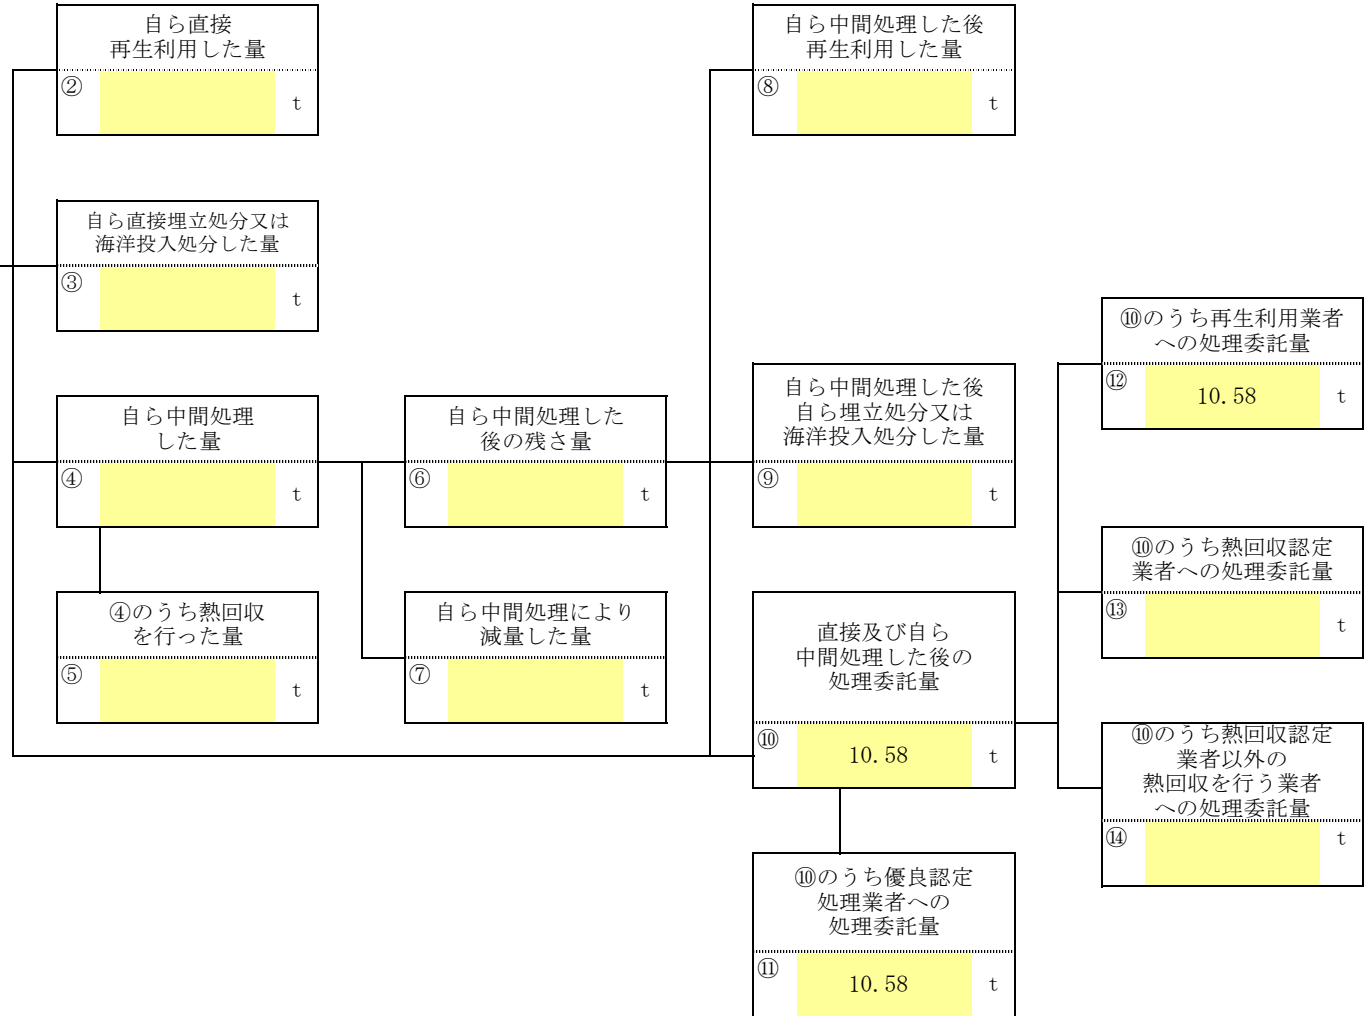 自ら直接
再生利用した量
② t
自ら中間処理した後
再生利用した量
⑧ t
自ら直接埋立処分又は
海洋投入処分した量
③ t
⑩のうち再生利用業者
への処理委託量
⑫ 10.58 t
自ら中間処理
した量
④ t
自ら中間処理した
後の残さ量
⑥ t
自ら中間処理した後
自ら埋立処分又は
海洋投入処分した量
⑨ t
⑩のうち熱回収認定
業者への処理委託量
⑬ t
④のうち熱回収
を行った量
⑤ t
自ら中間処理により
減量した量
⑦ t
直接及び自ら
中間処理した後の
処理委託量
⑩ 10.58 t
⑩のうち熱回収認定
業者以外の
熱回収を行う業者
への処理委託量
⑭ t
⑩のうち優良認定
処理業者への
処理委託量
⑪ 10.58 t